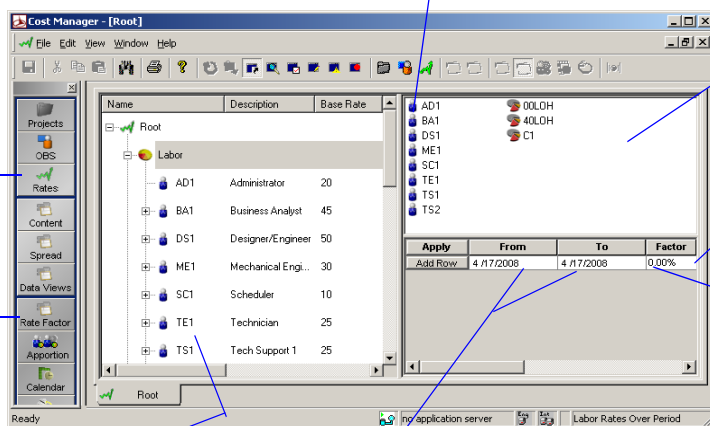 Cost Manager - [Root]
File Edit View Window Help
Projects
OBS
Rates
Content
Spread
Data Views
Rate Factor
Apportion
Calendar
Name Description Base Rate
Root
Labor
AD1 Administrator 20
BA1 Business Analyst 45
DS1 Designer/Engineer 50
ME1 Mechanical Engi... 30
SC1 Scheduler 10
TE1 Technician 25
TS1 Tech Support 1 25
Root
AD1 00LOH
BA1 40LOH
DS1 C1
ME1
SC1
TE1
TS1
TS2
Apply From To Factor
Add Row 4 /17/2008 4 /17/2008 0,00%
Ready no application server Labor Rates Over Period